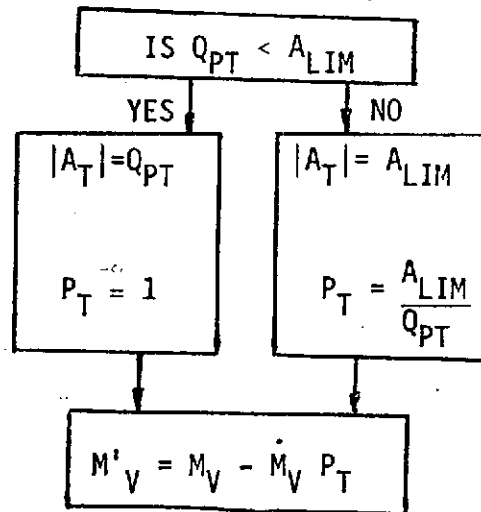 IS Q_PT < A_LIM
YES
NO
|A_T|=Q_PT
P_T = 1
|A_T|= A_LIM
P_T = A_LIM / Q_PT
M'_V = M_V - Ṁ_V P_T